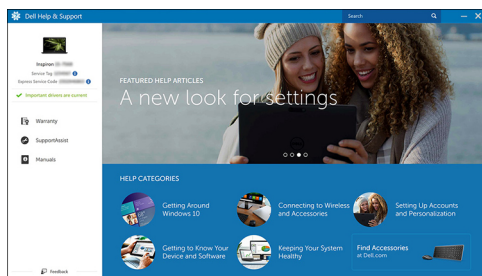 Dell Help & Support
Search
Inspiron
Service Tag
Express Service Code
Important drivers are current
Warranty
SupportAssist
Manuals
Feedback
FEATURED HELP ARTICLES
A new look for settings
HELP CATEGORIES
Getting Around
Windows 10
Connecting to Wireless
and Accessories
Setting Up Accounts
and Personalization
Getting to Know Your
Device and Software
Keeping Your System
Healthy
Find Accessories
at Dell.com